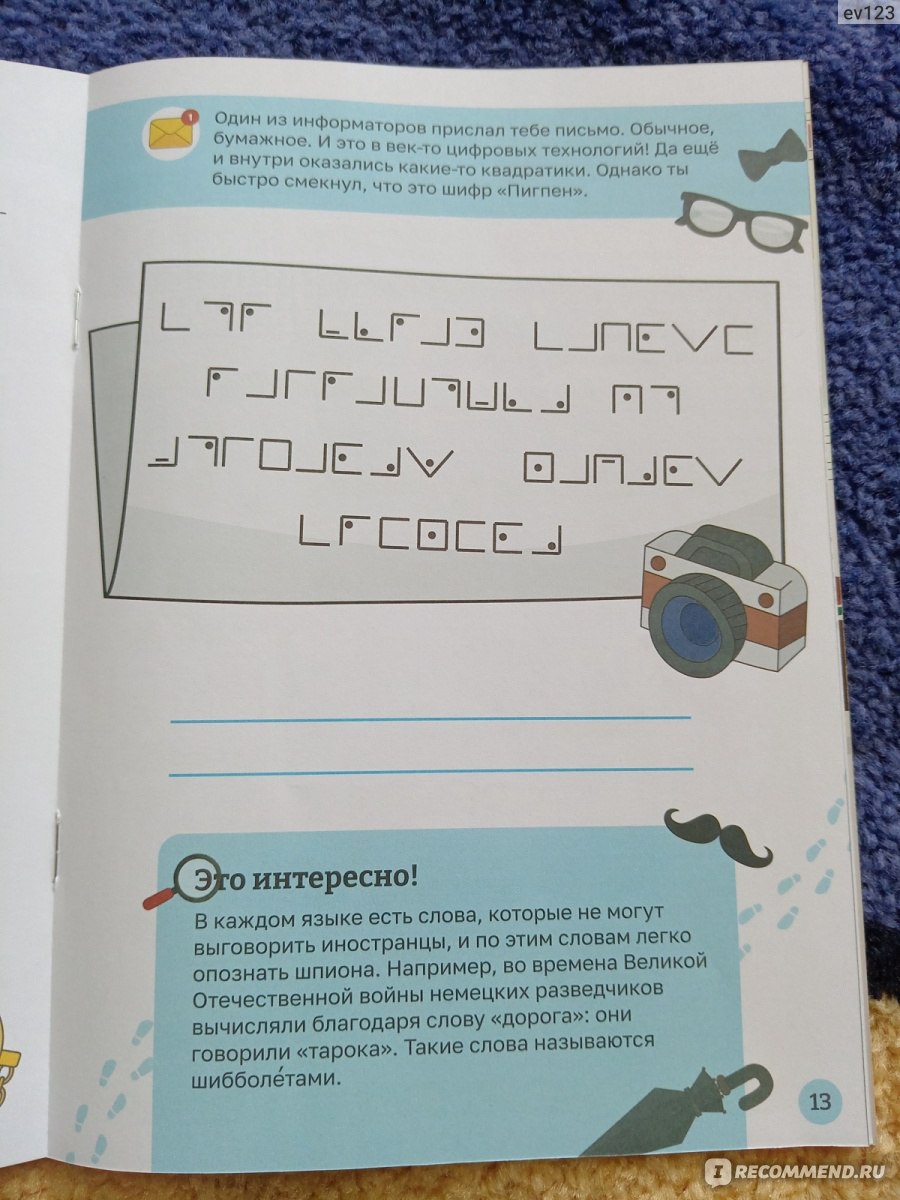 ev123
1
Один из информаторов прислал тебе письмо. Обычное,
бумажное. И это в век-то цифровых технологий! Да ещё
и внутри оказались какие-то квадратики. Однако ты
быстро смекнул, что это шифр «Пигпен».
Это интересно!
В каждом языке есть слова, которые не могут
выговорить иностранцы, и по этим словам легко
опознать шпиона. Например, во времена Великой
Отечественной войны немецких разведчиков
вычисляли благодаря слову «дорога»: они
говорили «тарока». Такие слова называются
шибболе́тами.
13
IRECOMMEND.RU